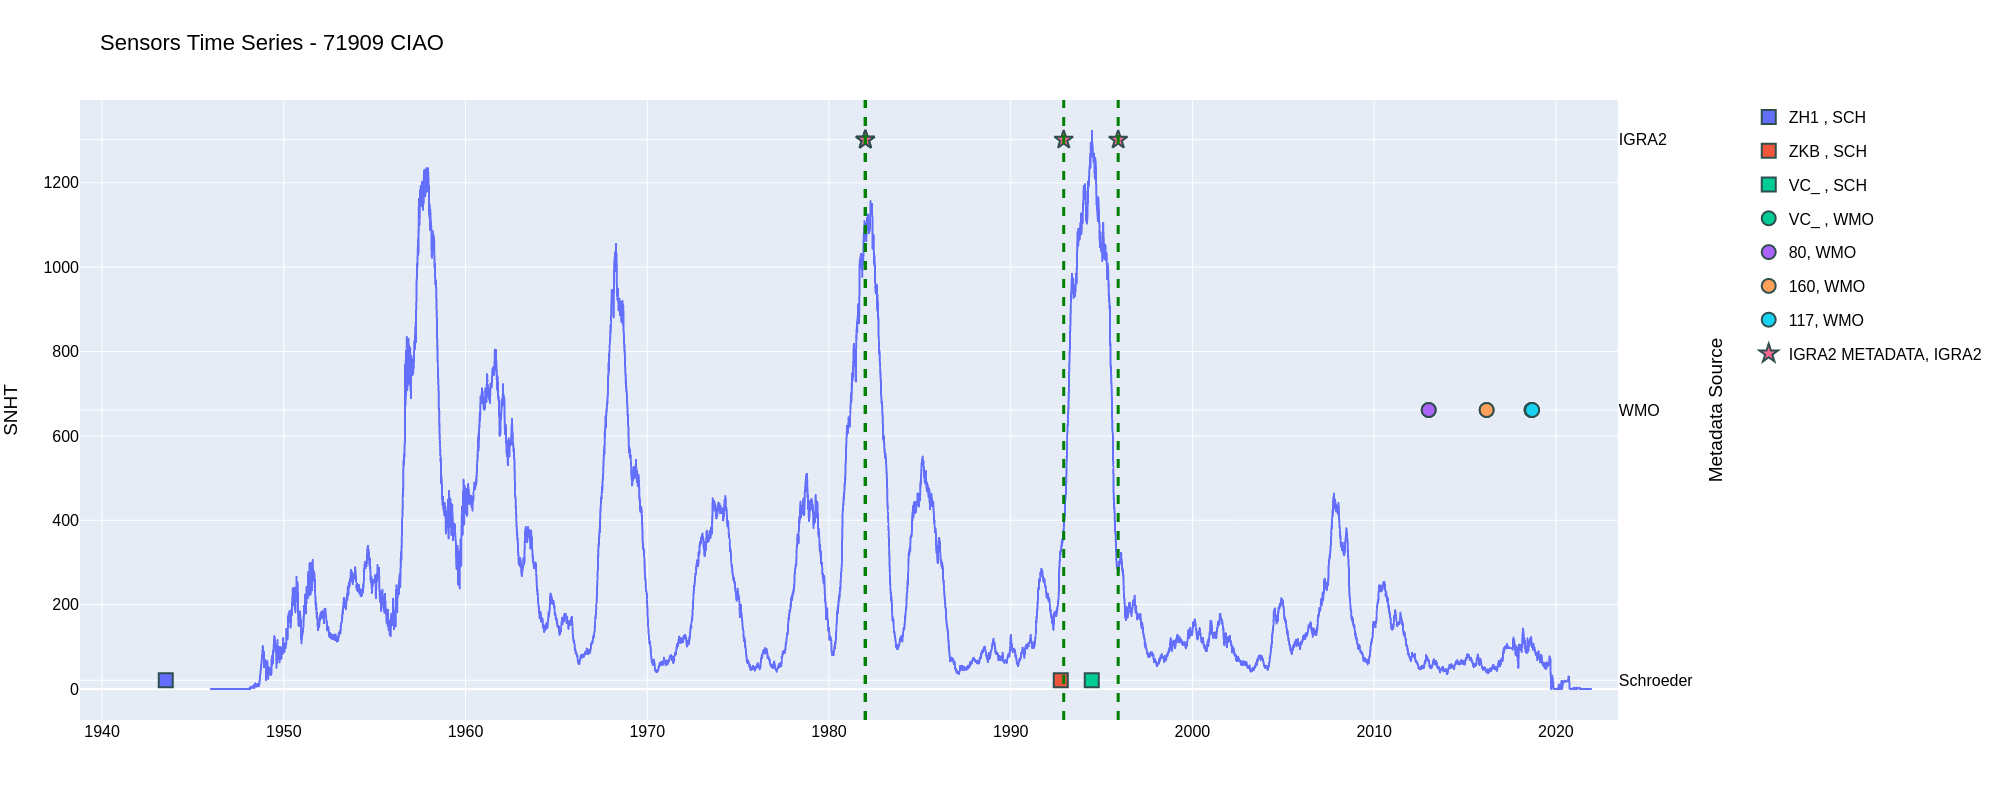 Sensors Time Series - 71909 CIAO
SNHT
1200
1000
800
600
400
200
0
1940
1950
1960
1970
1980
1990
2000
2010
2020
IGRA2
WMO
Schroeder
Metadata Source
ZH1 , SCH
ZKB , SCH
VC_ , SCH
VC_ , WMO
80, WMO
160, WMO
117, WMO
IGRA2 METADATA, IGRA2